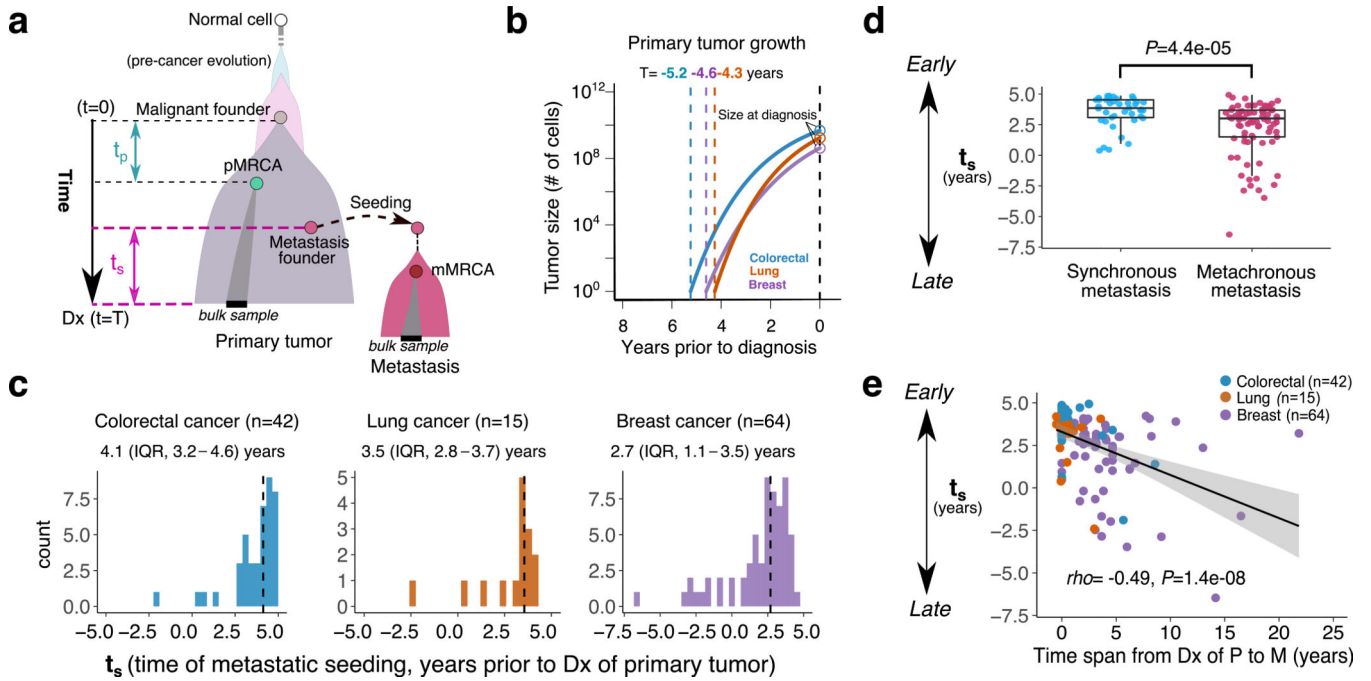 a
Normal cell
(pre-cancer evolution)
(t=0)
Malignant founder
tp
pMRCA
Time
Seeding
Metastasis
founder
ts
mMRCA
Dx (t=T)
bulk sample
Primary tumor
bulk sample
Metastasis
b
Primary tumor growth
T= -5.2 -4.6 -4.3 years
Size at diagnosis
Tumor size (# of cells)
10^12
10^8
10^4
10^0
Colorectal
Lung
Breast
8 6 4 2 0
Years prior to diagnosis
c
Colorectal cancer (n=42)
4.1 (IQR, 3.2−4.6) years
count
7.5
5.0
2.5
0.0
−5.0 −2.5 0.0 2.5 5.0
Lung cancer (n=15)
3.5 (IQR, 2.8−3.7) years
5
4
3
2
1
0
−5.0 −2.5 0.0 2.5 5.0
Breast cancer (n=64)
2.7 (IQR, 1.1−3.5) years
7.5
5.0
2.5
0.0
−7.5 −5.0 −2.5 0.0 2.5 5.0
ts (time of metastatic seeding, years prior to Dx of primary tumor)
d
P=4.4e-05
Early
ts
(years)
Late
5.0
2.5
0.0
−2.5
−5.0
−7.5
Synchronous
metastasis
Metachronous
metastasis
e
Early
ts
(years)
Late
Colorectal (n=42)
Lung (n=15)
Breast (n=64)
5.0
2.5
0.0
−2.5
−5.0
−7.5
rho= -0.49, P=1.4e-08
0 5 10 15 20 25
Time span from Dx of P to M (years)